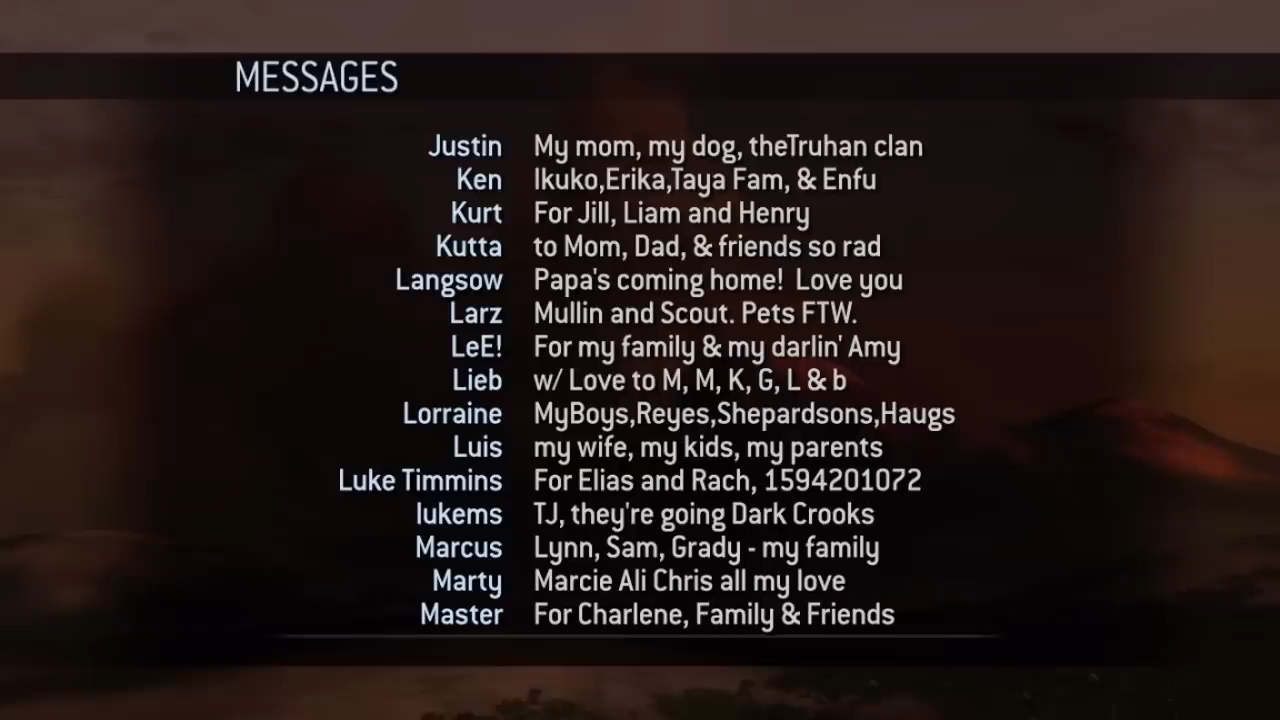 MESSAGES
Justin My mom, my dog, theTruhan clan
Ken Ikuko,Erika,Taya Fam, & Enfu
Kurt For Jill, Liam and Henry
Kutta to Mom, Dad, & friends so rad
Langsow Papa's coming home!  Love you
Larz Mullin and Scout. Pets FTW.
LeE! For my family & my darlin' Amy
Lieb w/ Love to M, M, K, G, L & b
Lorraine MyBoys,Reyes,Shepardsons,Haugs
Luis my wife, my kids, my parents
Luke Timmins For Elias and Rach, 1594201072
lukems TJ, they're going Dark Crooks
Marcus Lynn, Sam, Grady - my family
Marty Marcie Ali Chris all my love
Master For Charlene, Family & Friends